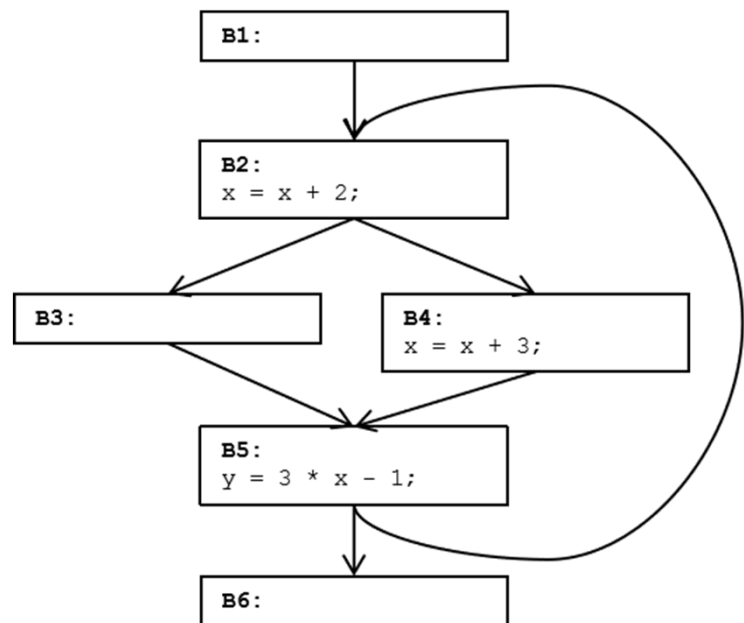 B1:
B2:
x = x + 2;
B3:
B4:
x = x + 3;
B5:
y = 3 * x - 1;
B6: